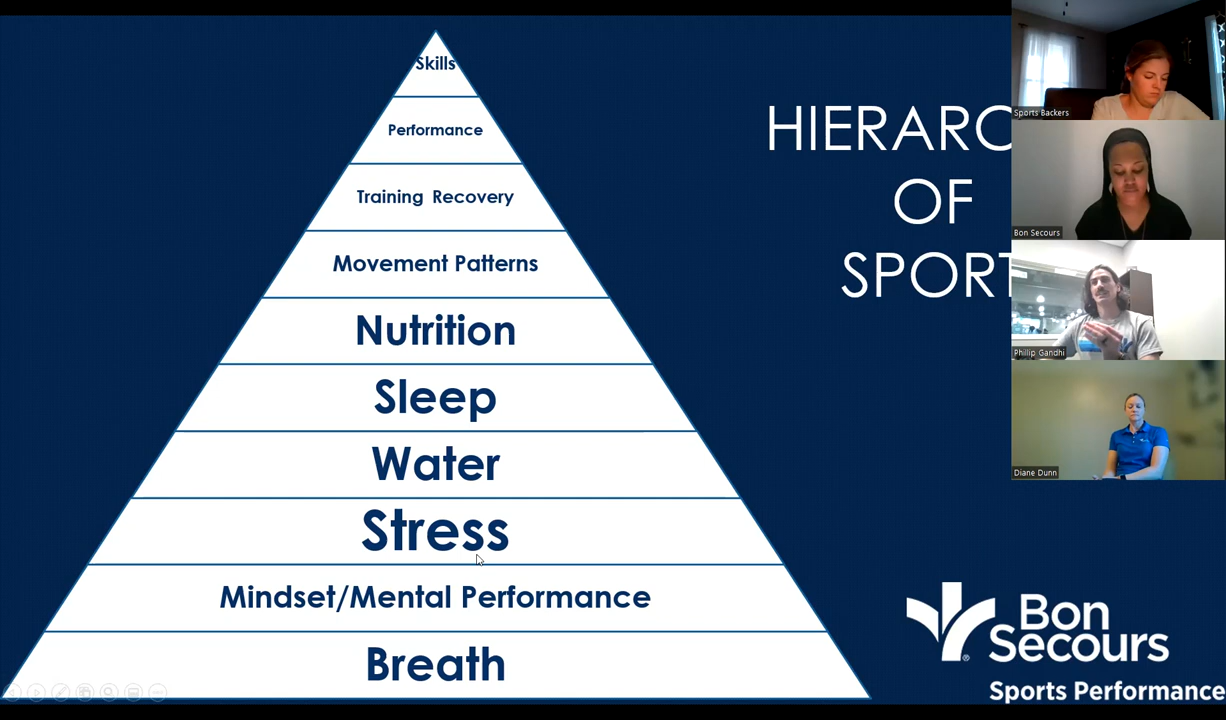 Skills
Performance
Training Recovery
Movement Patterns
Nutrition
Sleep
Water
Stress
Mindset/Mental Performance
Breath
HIERARC
OF
SPORT
Sports Backers
Bon Secours
Phillip Gandhi
Diane Dunn
Bon
Secours
®
Sports Performance